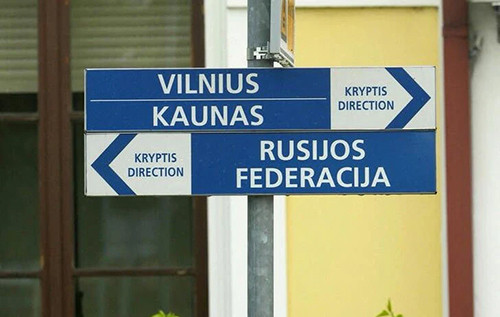 VILNIUS
KAUNAS
KRYPTIS
DIRECTION
KRYPTIS
DIRECTION
RUSIJOS
FEDERACIJA